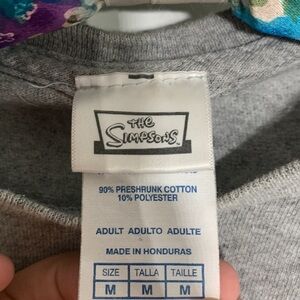 THE
SIMPSONS
90% PRESHRUNK COTTON
10% POLYESTER
ADULT ADULTO ADULTE
MADE IN HONDURAS
SIZE TALLA TAILLE
M M M